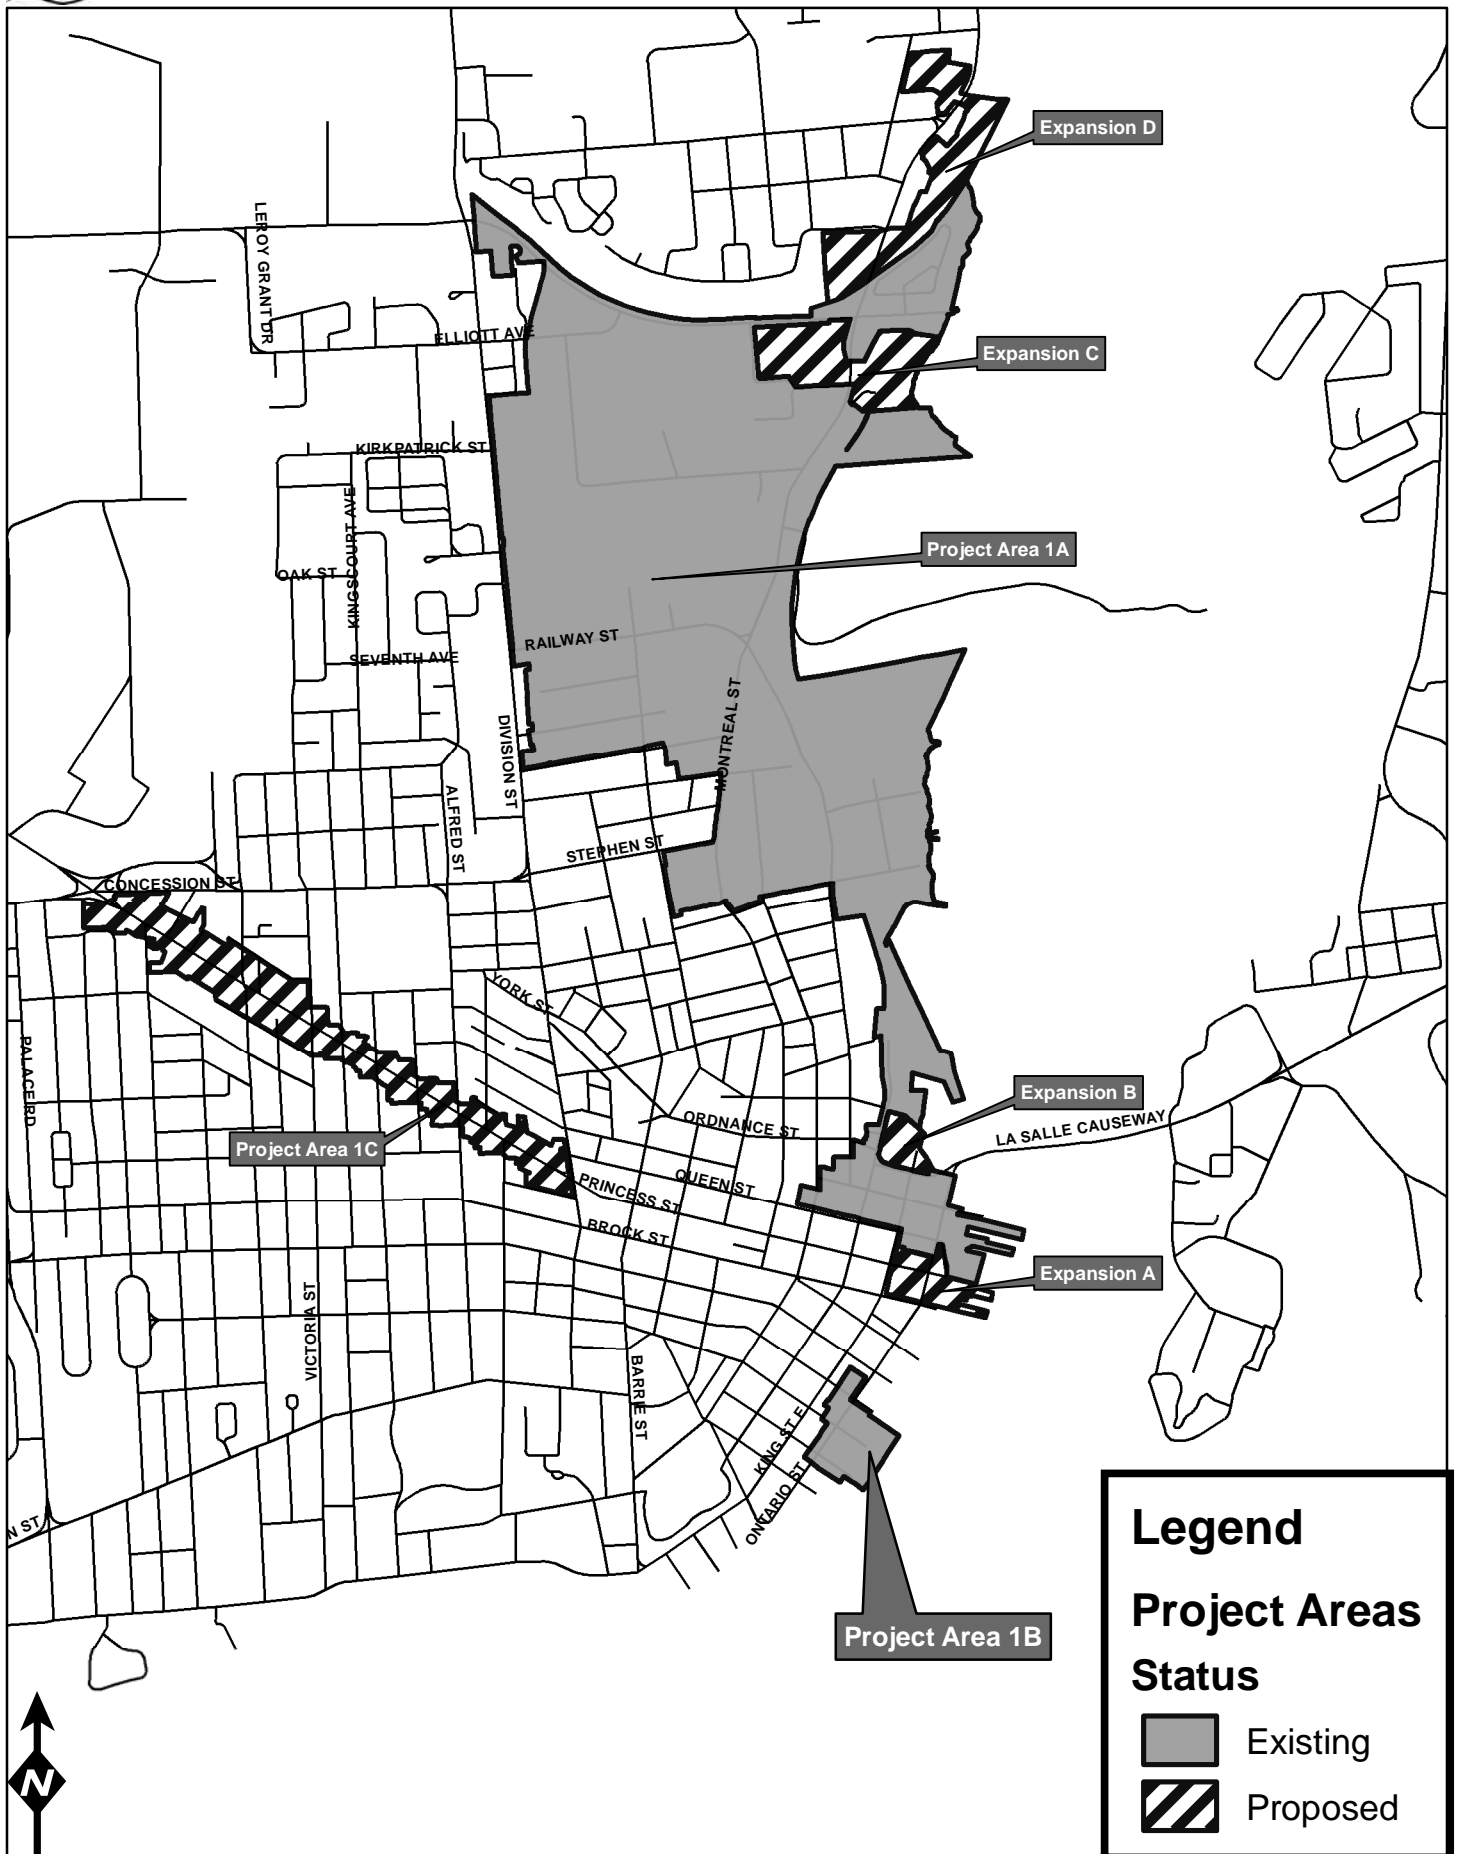 Expansion D
LEROY GRANT DR
ELLIOTT AVE
Expansion C
KIRKPATRICK ST
KINGSCOURT AVE
Project Area 1A
OAK ST
RAILWAY ST
SEVENTH AVE
MONTREAL ST
DIVISION ST
ALFRED ST
STEPHEN ST
CONCESSION ST
YORK ST
PALACE RD
Expansion B
ORDNANCE ST
LA SALLE CAUSEWAY
Project Area 1C
QUEEN ST
PRINCESS ST
BROCK ST
Expansion A
VICTORIA ST
BARRIE ST
KING ST E
ONTARIO ST
N ST
Project Area 1B
Legend
Project Areas
Status
Existing
Proposed
N